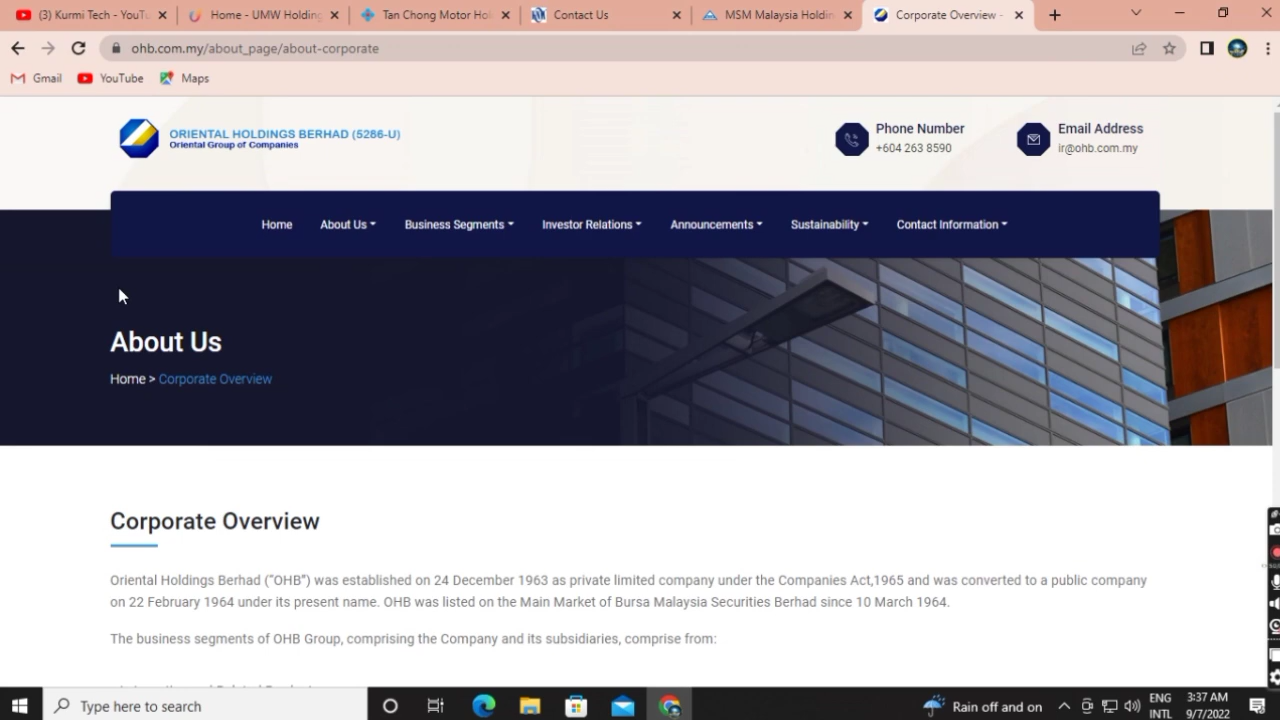 (3) Kurmi Tech - YouTu
Home - UMW Holding
Tan Chong Motor Hol
Contact Us
MSM Malaysia Holdin
Corporate Overview -
ohb.com.my/about_page/about-corporate
Gmail
YouTube
Maps
ORIENTAL HOLDINGS BERHAD (5286-U)
Oriental Group of Companies
Phone Number
+604 263 8590
Email Address
ir@ohb.com.my
Home
About Us
Business Segments
Investor Relations
Announcements
Sustainability
Contact Information
About Us
Home > Corporate Overview
Corporate Overview
Oriental Holdings Berhad (“OHB”) was established on 24 December 1963 as private limited company under the Companies Act,1965 and was converted to a public company
on 22 February 1964 under its present name. OHB was listed on the Main Market of Bursa Malaysia Securities Berhad since 10 March 1964.
The business segments of OHB Group, comprising the Company and its subsidiaries, comprise from:
Type here to search
Rain off and on
ENG
INTL
3:37 AM
9/7/2022